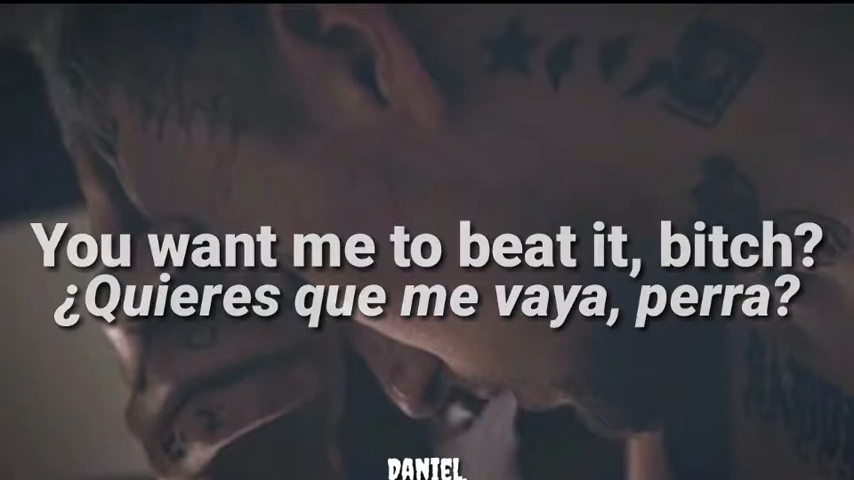 You want me to beat it, bitch?
¿Quieres que me vaya, perra?
DANIEL